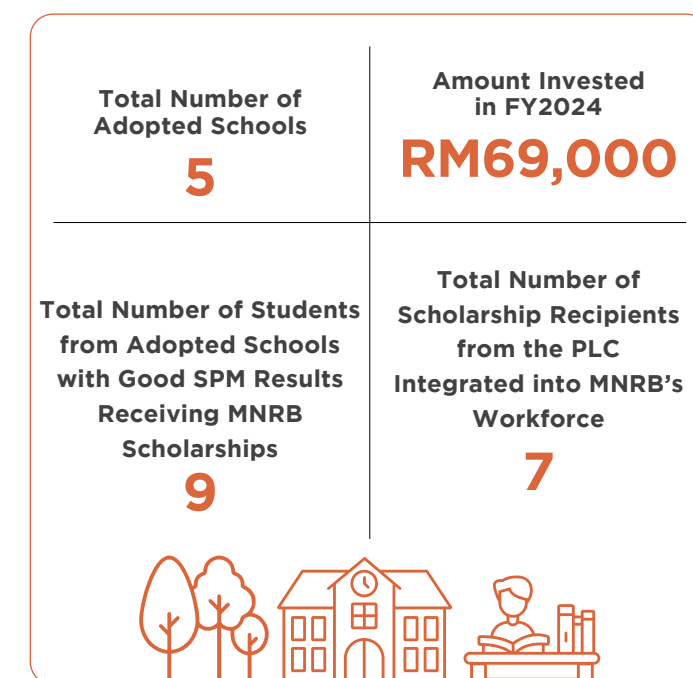 Total Number of
Adopted Schools
5
Amount Invested
in FY2024
RM69,000
Total Number of Students
from Adopted Schools
with Good SPM Results
Receiving MNRB
Scholarships
9
Total Number of
Scholarship Recipients
from the PLC
Integrated into MNRB's
Workforce
7